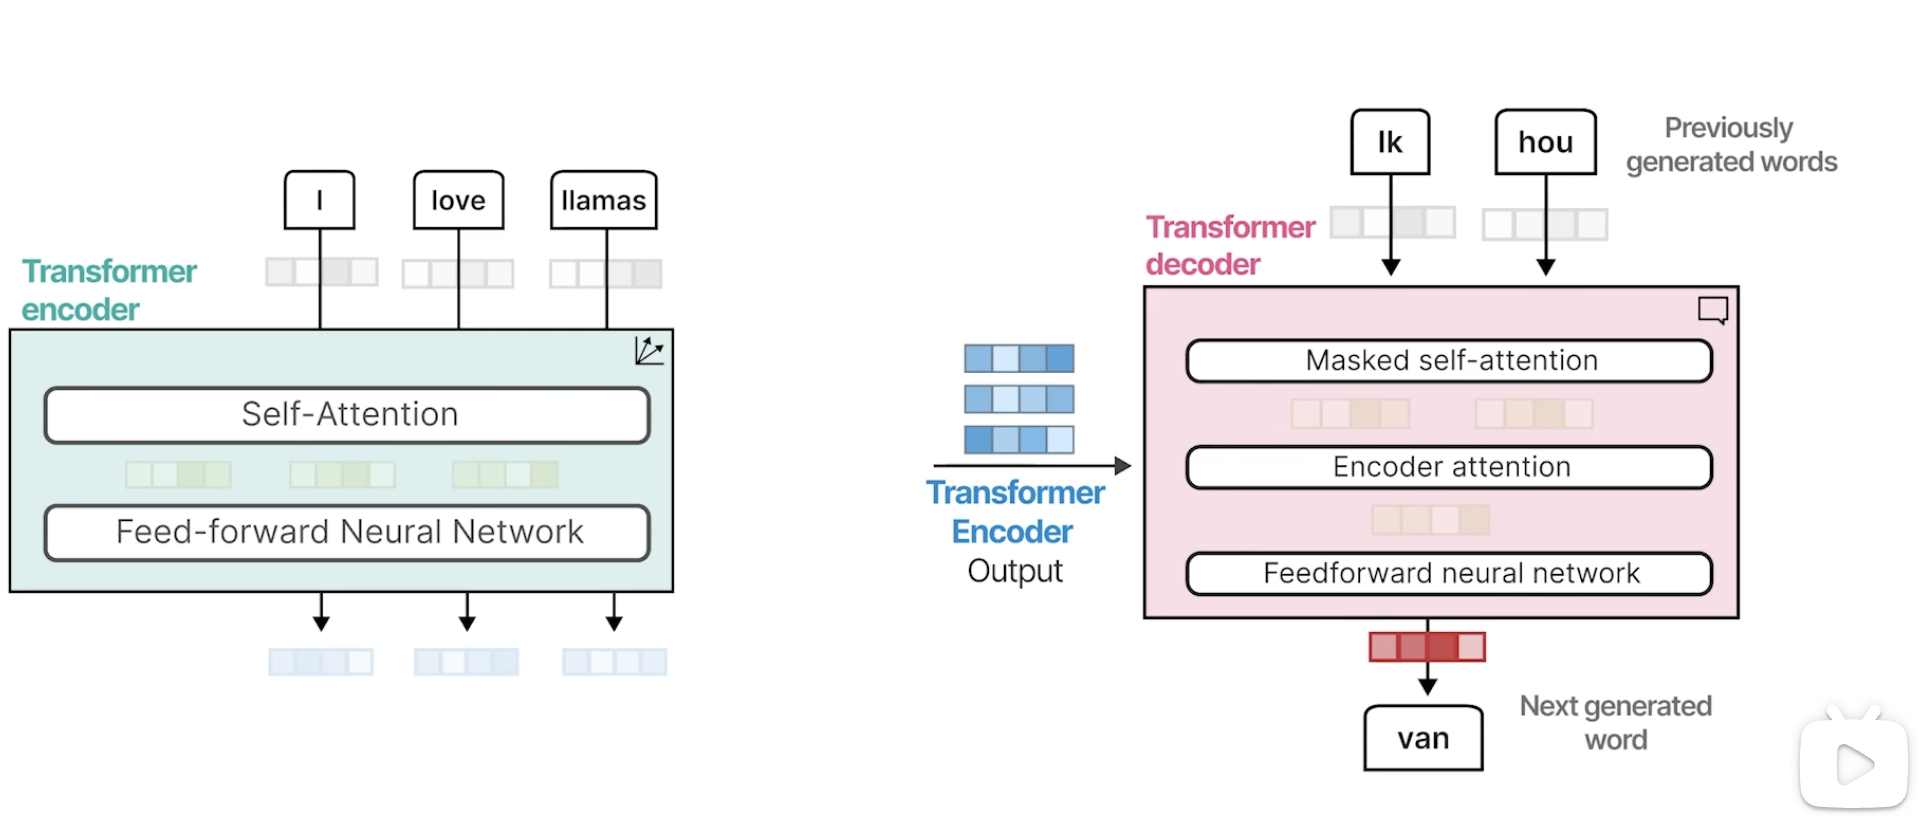 I
love
llamas
Transformer
encoder
Self-Attention
Feed-forward Neural Network
Ik
hou
Previously
generated words
Transformer
decoder
Masked self-attention
Encoder attention
Feedforward neural network
Transformer
Encoder
Output
van
Next generated
word